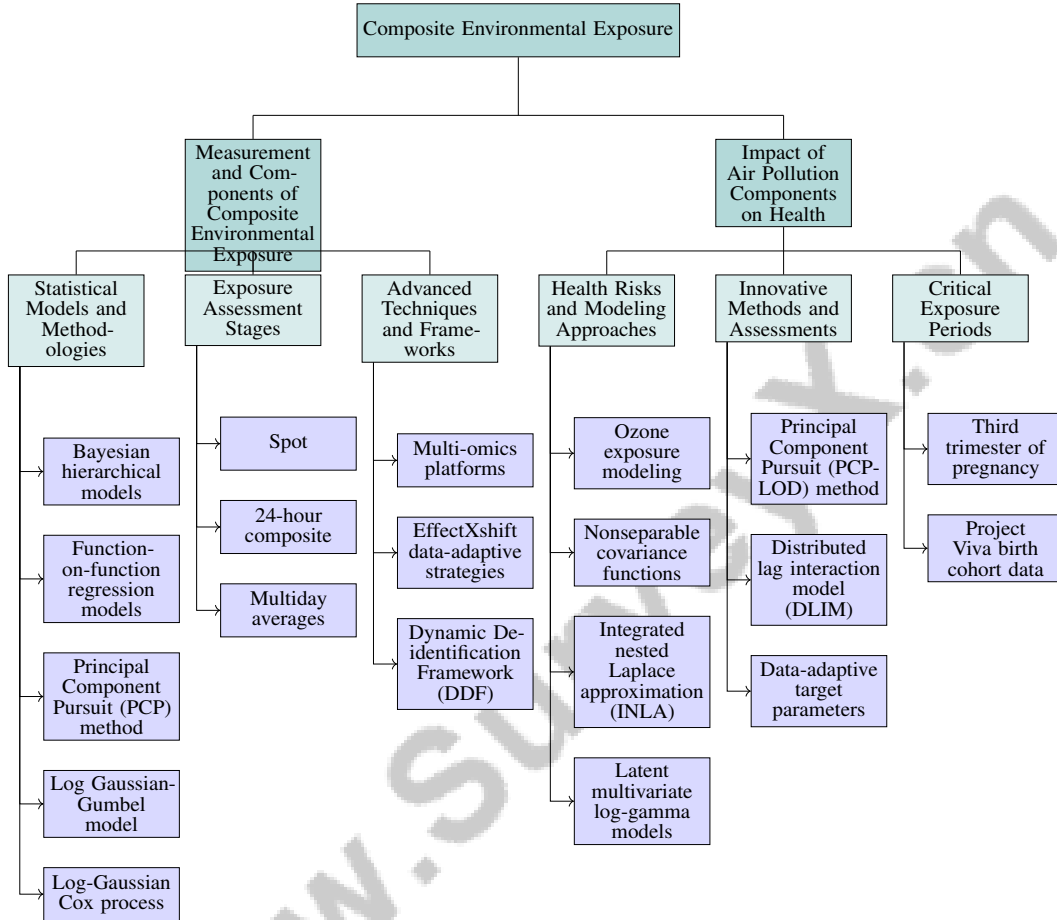 Composite Environmental Exposure
Measurement
and Com-
ponents of
Composite
Environmental
Exposure
Impact of
Air Pollution
Components
on Health
Statistical
Models and
Method-
ologies
Exposure
Assessment
Stages
Advanced
Techniques
and Frame-
works
Health Risks
and Modeling
Approaches
Innovative
Methods and
Assessments
Critical
Exposure
Periods
Bayesian
hierarchical
models
Function-
on-function
regression
models
Principal
Component
Pursuit (PCP)
method
Log Gaussian-
Gumbel
model
Log-Gaussian
Cox process
Spot
24-hour
composite
Multiday
averages
Multi-omics
platforms
EffectXshift
data-adaptive
strategies
Dynamic De-
identification
Framework
(DDF)
Ozone
exposure
modeling
Nonseparable
covariance
functions
Integrated
nested
Laplace
approximation
(INLA)
Latent
multivariate
log-gamma
models
Principal
Component
Pursuit (PCP-
LOD) method
Distributed
lag interaction
model
(DLIM)
Data-adaptive
target
parameters
Third
trimester of
pregnancy
Project
Viva birth
cohort data
www.SurveyX.cn